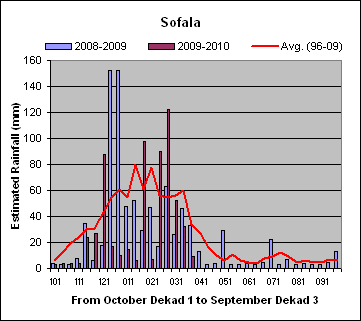 Sofala
2008-2009 2009-2010 Avg. (96-09)
Estimated Rainfall (mm)
160
140
120
100
80
60
40
20
0
101 111 121 011 021 031 041 051 061 071 081 091
From October Dekad 1 to September Dekad 3